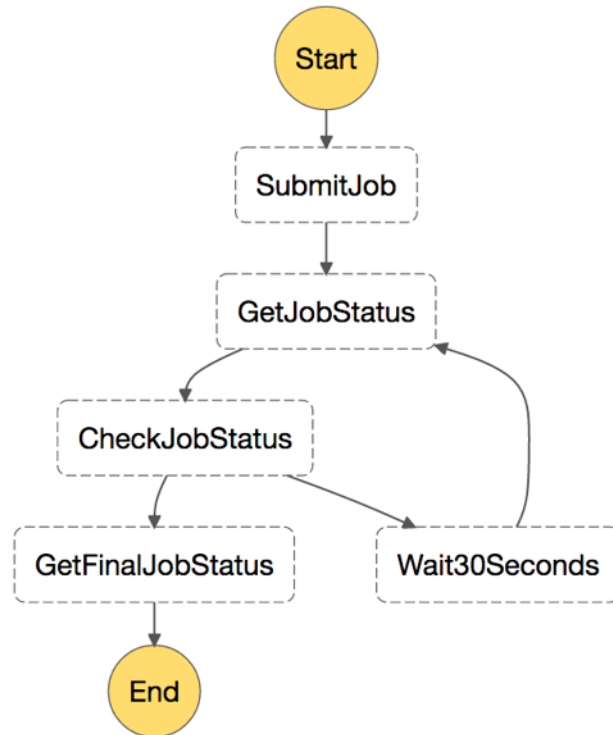 Start
SubmitJob
GetJobStatus
CheckJobStatus
GetFinalJobStatus
Wait30Seconds
End